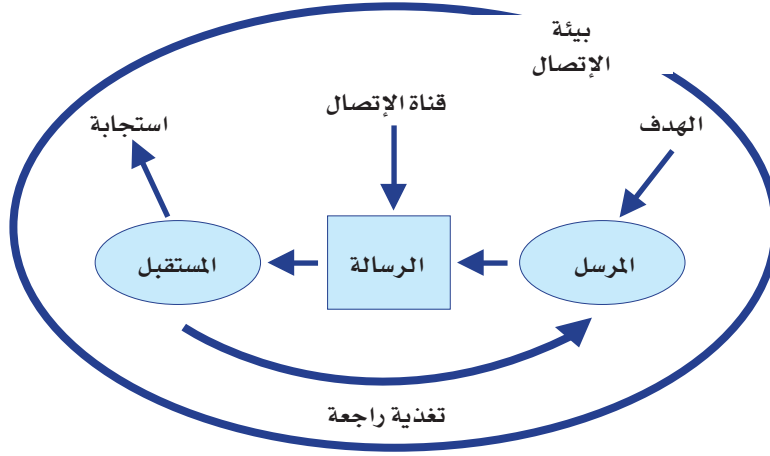 بيئة
الإتصال
الهدف
قناة الإتصال
استجابة
المرسل
الرسالة
المستقبل
تغذية راجعة